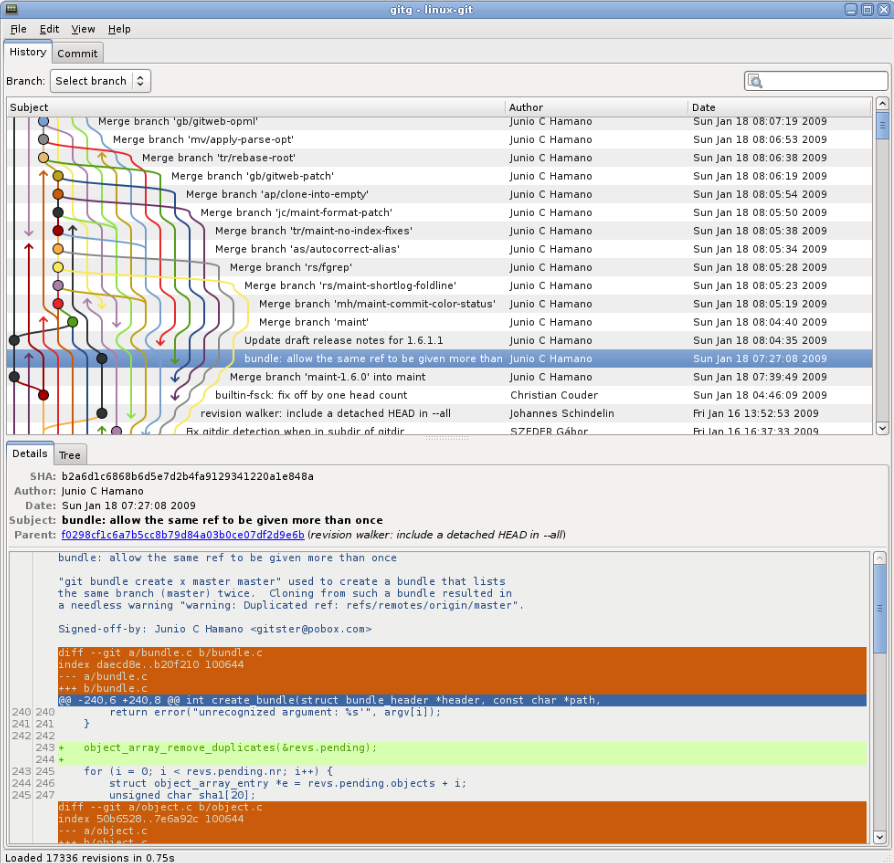 gitg - linux-git
File Edit View Help
History Commit
Branch: Select branch
Subject Author Date
Merge branch 'gb/gitweb-opml' Junio C Hamano Sun Jan 18 08:07:19 2009
Merge branch 'mv/apply-parse-opt' Junio C Hamano Sun Jan 18 08:06:53 2009
Merge branch 'tr/rebase-root' Junio C Hamano Sun Jan 18 08:06:38 2009
Merge branch 'gb/gitweb-patch' Junio C Hamano Sun Jan 18 08:06:19 2009
Merge branch 'ap/clone-into-empty' Junio C Hamano Sun Jan 18 08:05:54 2009
Merge branch 'jc/maint-format-patch' Junio C Hamano Sun Jan 18 08:05:50 2009
Merge branch 'tr/maint-no-index-fixes' Junio C Hamano Sun Jan 18 08:05:38 2009
Merge branch 'as/autocorrect-alias' Junio C Hamano Sun Jan 18 08:05:34 2009
Merge branch 'rs/fgrep' Junio C Hamano Sun Jan 18 08:05:28 2009
Merge branch 'rs/maint-shortlog-foldline' Junio C Hamano Sun Jan 18 08:05:23 2009
Merge branch 'mh/maint-commit-color-status' Junio C Hamano Sun Jan 18 08:05:19 2009
Merge branch 'maint' Junio C Hamano Sun Jan 18 08:04:40 2009
Update draft release notes for 1.6.1.1 Junio C Hamano Sun Jan 18 08:04:35 2009
bundle: allow the same ref to be given more than Junio C Hamano Sun Jan 18 07:27:08 2009
Merge branch 'maint-1.6.0' into maint Junio C Hamano Sun Jan 18 07:39:49 2009
builtin-fsck: fix off by one head count Christian Couder Sun Jan 18 04:46:09 2009
revision walker: include a detached HEAD in --all Johannes Schindelin Fri Jan 16 13:52:53 2009
Fix gitdir detection when in subdir of gitdir SZEDER Gábor Fri Jan 16 16:37:33 2009
Details Tree
SHA: b2a6d1c6868b6d5e7d2b4fa9129341220a1e848a
Author: Junio C Hamano
Date: Sun Jan 18 07:27:08 2009
Subject: bundle: allow the same ref to be given more than once
Parent: f0298cf1c6a7b5cc8b79d84a03b0ce07df2d9e6b (revision walker: include a detached HEAD in --all)
bundle: allow the same ref to be given more than once
"git bundle create x master master" used to create a bundle that lists
the same branch (master) twice.  Cloning from such a bundle resulted in
a needless warning "warning: Duplicated ref: refs/remotes/origin/master".
Signed-off-by: Junio C Hamano <gitster@pobox.com>
diff --git a/bundle.c b/bundle.c
index daecd8e..b20f210 100644
--- a/bundle.c
+++ b/bundle.c
@@ -240,6 +240,8 @@ int create_bundle(struct bundle_header *header, const char *path,
240 240 return error("unrecognized argument: %s'", argv[i]);
241 241 }
242 242
243 + object_array_remove_duplicates(&revs.pending);
244 +
243 245 for (i = 0; i < revs.pending.nr; i++) {
244 246 struct object_array_entry *e = revs.pending.objects + i;
245 247 unsigned char sha1[20];
diff --git a/object.c b/object.c
index 50b6528..7e6a92c 100644
--- a/object.c
+++ b/object.c
Loaded 17336 revisions in 0.75s